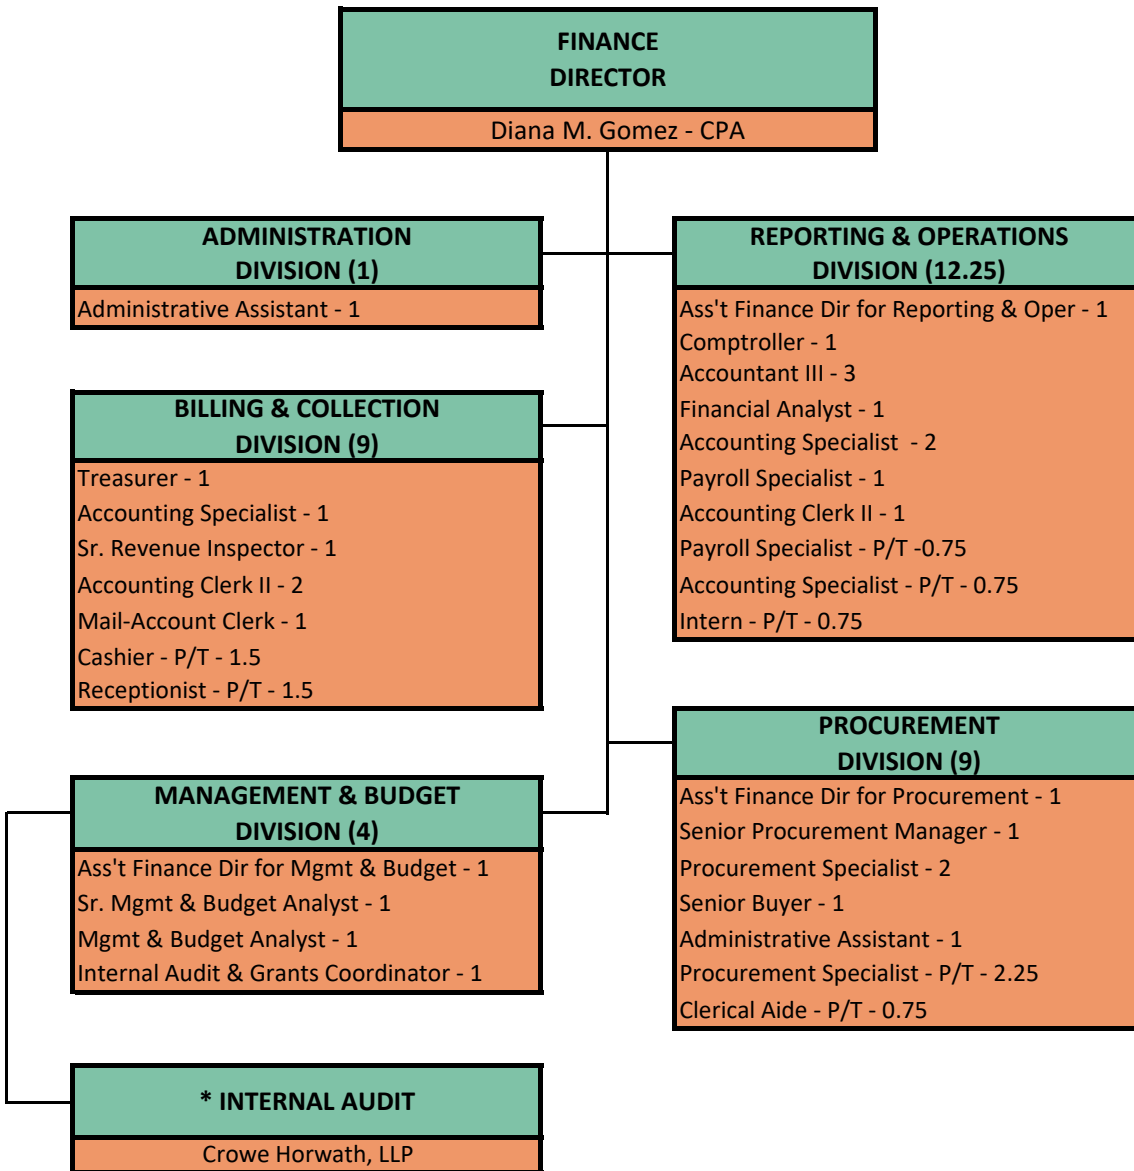 FINANCE
DIRECTOR
Diana M. Gomez - CPA
ADMINISTRATION
DIVISION (1)
Administrative Assistant - 1
REPORTING & OPERATIONS
DIVISION (12.25)
Ass't Finance Dir for Reporting & Oper - 1
Comptroller - 1
Accountant III - 3
Financial Analyst - 1
Accounting Specialist - 2
Payroll Specialist - 1
Accounting Clerk II - 1
Payroll Specialist - P/T -0.75
Accounting Specialist - P/T - 0.75
Intern - P/T - 0.75
BILLING & COLLECTION
DIVISION (9)
Treasurer - 1
Accounting Specialist - 1
Sr. Revenue Inspector - 1
Accounting Clerk II - 2
Mail-Account Clerk - 1
Cashier - P/T - 1.5
Receptionist - P/T - 1.5
PROCUREMENT
DIVISION (9)
Ass't Finance Dir for Procurement - 1
Senior Procurement Manager - 1
Procurement Specialist - 2
Senior Buyer - 1
Administrative Assistant - 1
Procurement Specialist - P/T - 2.25
Clerical Aide - P/T - 0.75
MANAGEMENT & BUDGET
DIVISION (4)
Ass't Finance Dir for Mgmt & Budget - 1
Sr. Mgmt & Budget Analyst - 1
Mgmt & Budget Analyst - 1
Internal Audit & Grants Coordinator - 1
* INTERNAL AUDIT
Crowe Horwath, LLP